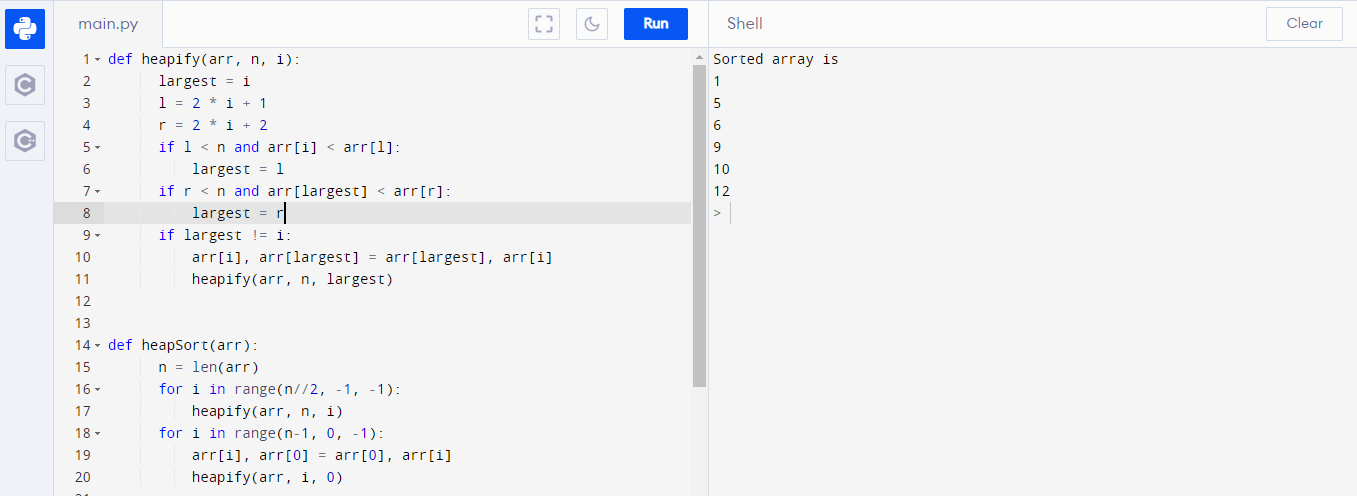 main.py
Run
Shell
Clear
1 def heapify(arr, n, i):
2 largest = i
3 l = 2 * i + 1
4 r = 2 * i + 2
5 if l < n and arr[i] < arr[l]:
6 largest = l
7 if r < n and arr[largest] < arr[r]:
8 largest = r
9 if largest != i:
10 arr[i], arr[largest] = arr[largest], arr[i]
11 heapify(arr, n, largest)
12
13
14 def heapSort(arr):
15 n = len(arr)
16 for i in range(n//2, -1, -1):
17 heapify(arr, n, i)
18 for i in range(n-1, 0, -1):
19 arr[i], arr[0] = arr[0], arr[i]
20 heapify(arr, i, 0)
Sorted array is
1
5
6
9
10
12
>